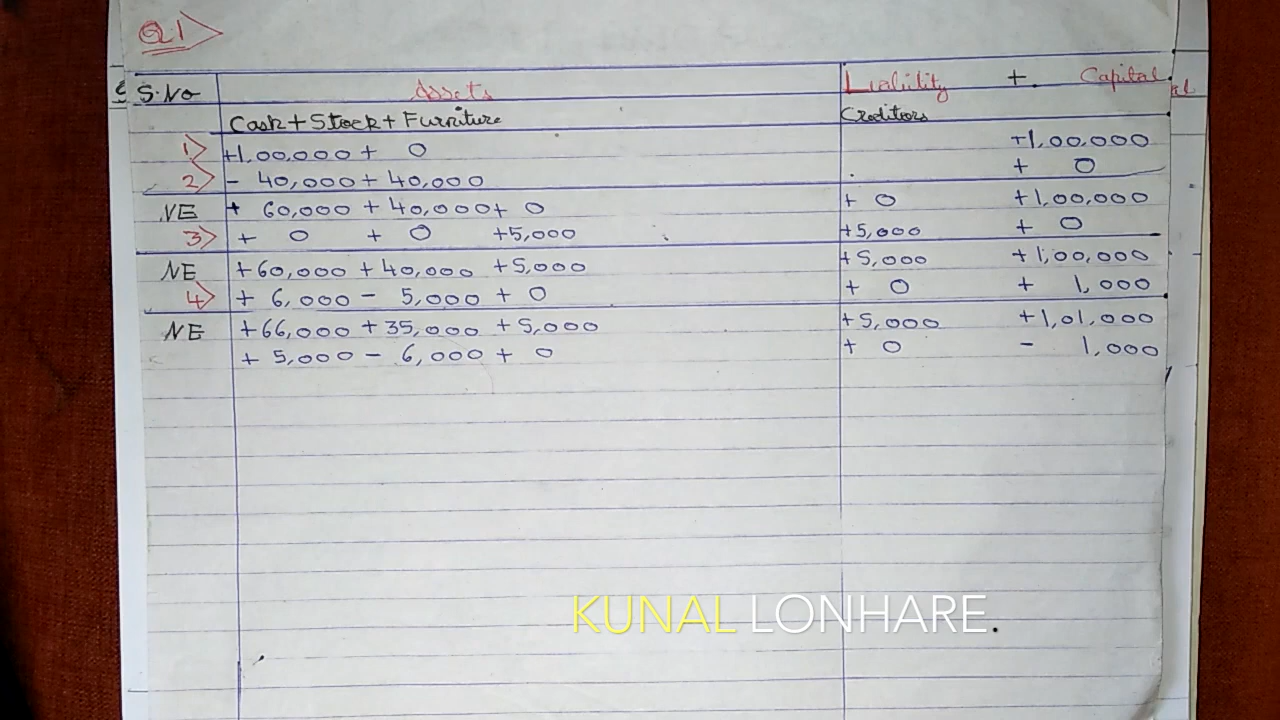 Q1>
S.No Assets Liability + Capital
Cash+Stock+Furniture Creditors
1> +1,00,000 + 0 +1,00,000
2> - 40,000 + 40,000 + 0
NE + 60,000 + 40,000 + 0 + 0 +1,00,000
3> + 0 + 0 +5,000 +5,000 + 0
NE +60,000 +40,000 +5,000 +5,000 +1,00,000
4> + 6,000 - 5,000 + 0 + 0 + 1,000
NE +66,000 +35,000 +5,000 +5,000 +1,01,000
+ 5,000 - 6,000 + 0 + 0 - 1,000
KUNAL LONHARE.